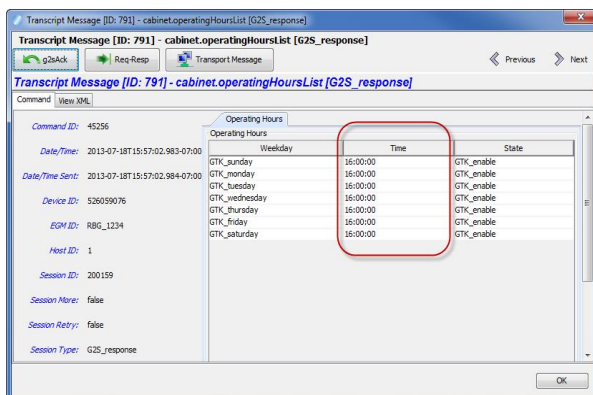 Transcript Message [ID: 791] - cabinet.operatingHoursList [G2S_response]
Transcript Message [ID: 791] - cabinet.operatingHoursList [G2S_response]
g2sAck Req-Resp Transport Message Previous Next
Transcript Message [ID: 791] - cabinet.operatingHoursList [G2S_response]
Command View XML
Operating Hours
Operating Hours
Command ID: 45256
Date/Time: 2013-07-18T15:57:02.983-07:00
Date/Time Sent: 2013-07-18T15:57:02.984-07:00
Device ID: 526059076
EGM ID: RBG_1234
Host ID: 1
Session ID: 200159
Session More: false
Session Retry: false
Session Type: G2S_response
Weekday Time State
GTK_sunday 16:00:00 GTK_enable
GTK_monday 16:00:00 GTK_enable
GTK_tuesday 16:00:00 GTK_enable
GTK_wednesday 16:00:00 GTK_enable
GTK_thursday 16:00:00 GTK_enable
GTK_friday 16:00:00 GTK_enable
GTK_saturday 16:00:00 GTK_enable
OK